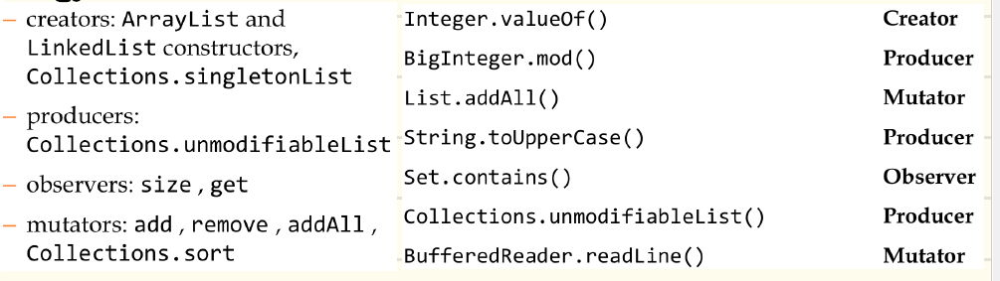 – creators: ArrayList and
LinkedList constructors,
Collections.singletonList
– producers:
Collections.unmodifiableList
– observers: size , get
– mutators: add , remove , addAll ,
Collections.sort
Integer.valueOf() Creator
BigInteger.mod() Producer
List.addAll() Mutator
String.toUpperCase() Producer
Set.contains() Observer
Collections.unmodifiableList() Producer
BufferedReader.readLine() Mutator